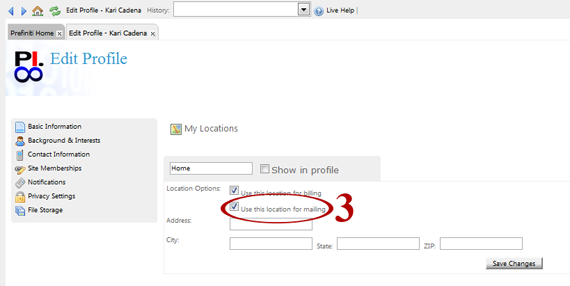 Edit Profile - Kari Cadena History: Live Help |
Prefiniti Home x Edit Profile - Kari Cadena x
PI. Edit Profile
My Locations
Basic Information
Background & Interests
Contact Information
Site Memberships
Notifications
Privacy Settings
File Storage
Home Show in profile
Location Options: Use this location for billing
Use this location for mailing 3
Address:
City: State: ZIP:
Save Changes